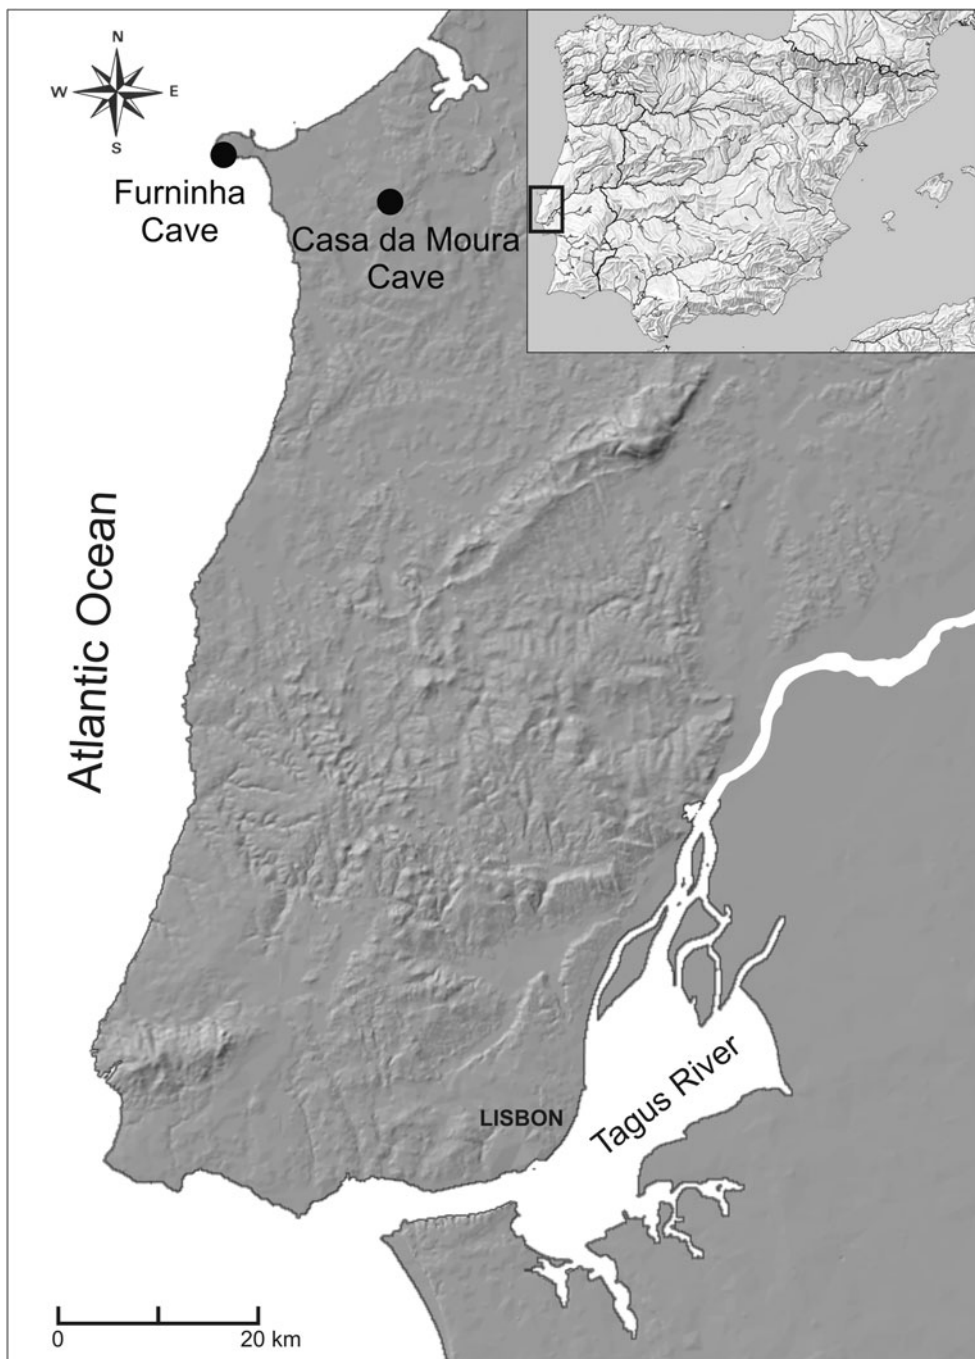 N
W
E
S
Furninha
Cave
Casa da Moura
Cave
Atlantic Ocean
LISBON
Tagus River
0
20 km